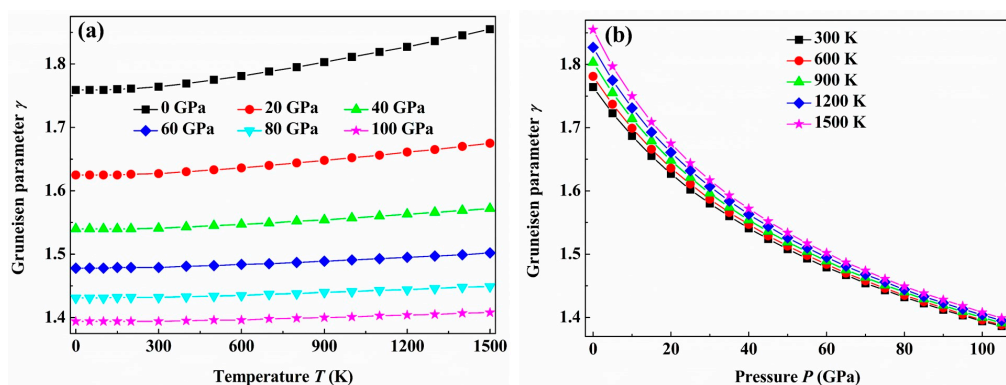 (a)
Gruneisen parameter γ
1.8
1.7
1.6
1.5
1.4
0 GPa 20 GPa 40 GPa
60 GPa 80 GPa 100 GPa
0 300 600 900 1200 1500
Temperature T (K)
(b)
Gruneisen parameter γ
1.8
1.7
1.6
1.5
1.4
300 K
600 K
900 K
1200 K
1500 K
0 20 40 60 80 100
Pressure P (GPa)